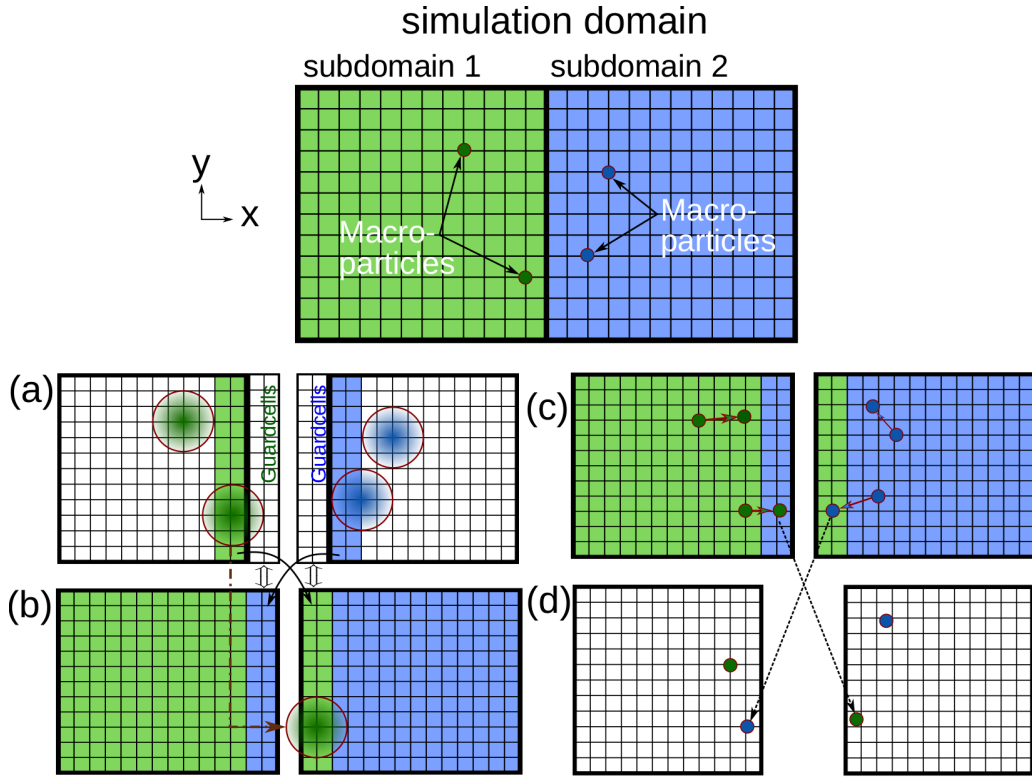 simulation domain
subdomain 1
subdomain 2
y
x
Macro-
particles
Macro-
particles
(a)
Guardcells
Guardcells
(b)
(c)
(d)